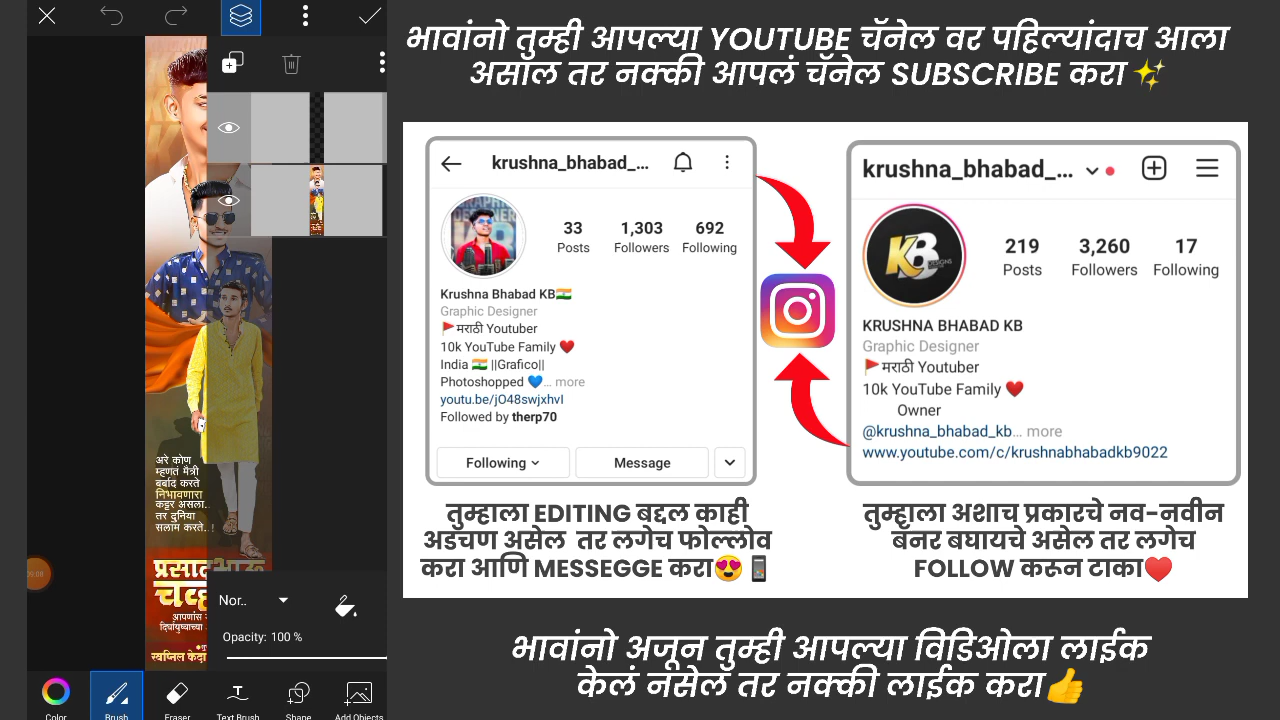 भावांनो तुम्ही आपल्या YOUTUBE चॅनेल वर पहिल्यांदाच आला
असाल तर नक्की आपलं चॅनेल SUBSCRIBE करा ✨
krushna_bhabad_...
33 1,303 692
Posts Followers Following
Krushna Bhabad KB🇮🇳
Graphic Designer
🚩मराठी Youtuber
10k YouTube Family ❤️
India 🇮🇳 ||Grafico||
Photoshopped 💙... more
youtu.be/jO48swjxhvI
Followed by therp70
Following Message
krushna_bhabad_...
KB
DESIGNS
219 3,260 17
Posts Followers Following
KRUSHNA BHABAD KB
Graphic Designer
🚩मराठी Youtuber
10k YouTube Family ❤️
Owner
@krushna_bhabad_kb... more
www.youtube.com/c/krushnabhabadkb9022
तुम्हाला EDITING बद्दल काही
अडचण असेल तर लगेच फोल्लोव
करा आणि MESSEGGE करा😍📱
तुम्हाला अशाच प्रकारचे नव-नवीन
बॅनर बघायचे असेल तर लगेच
FOLLOW करून टाका❤️
भावांनो अजून तुम्ही आपल्या विडिओला लाईक
केलं नसेल तर नक्की लाईक करा👍
अरे कोण
म्हणतं मैत्री
बर्बाद करते
निभावणारा
कट्टर असला..
तर दुनिया
सलाम करते.. !
प्रसादभाऊ
आपणांस
दिर्घायुष्याच्या
Nor..
Opacity: 100 %
Color Brush Eraser Text Brush Shape Add Objects